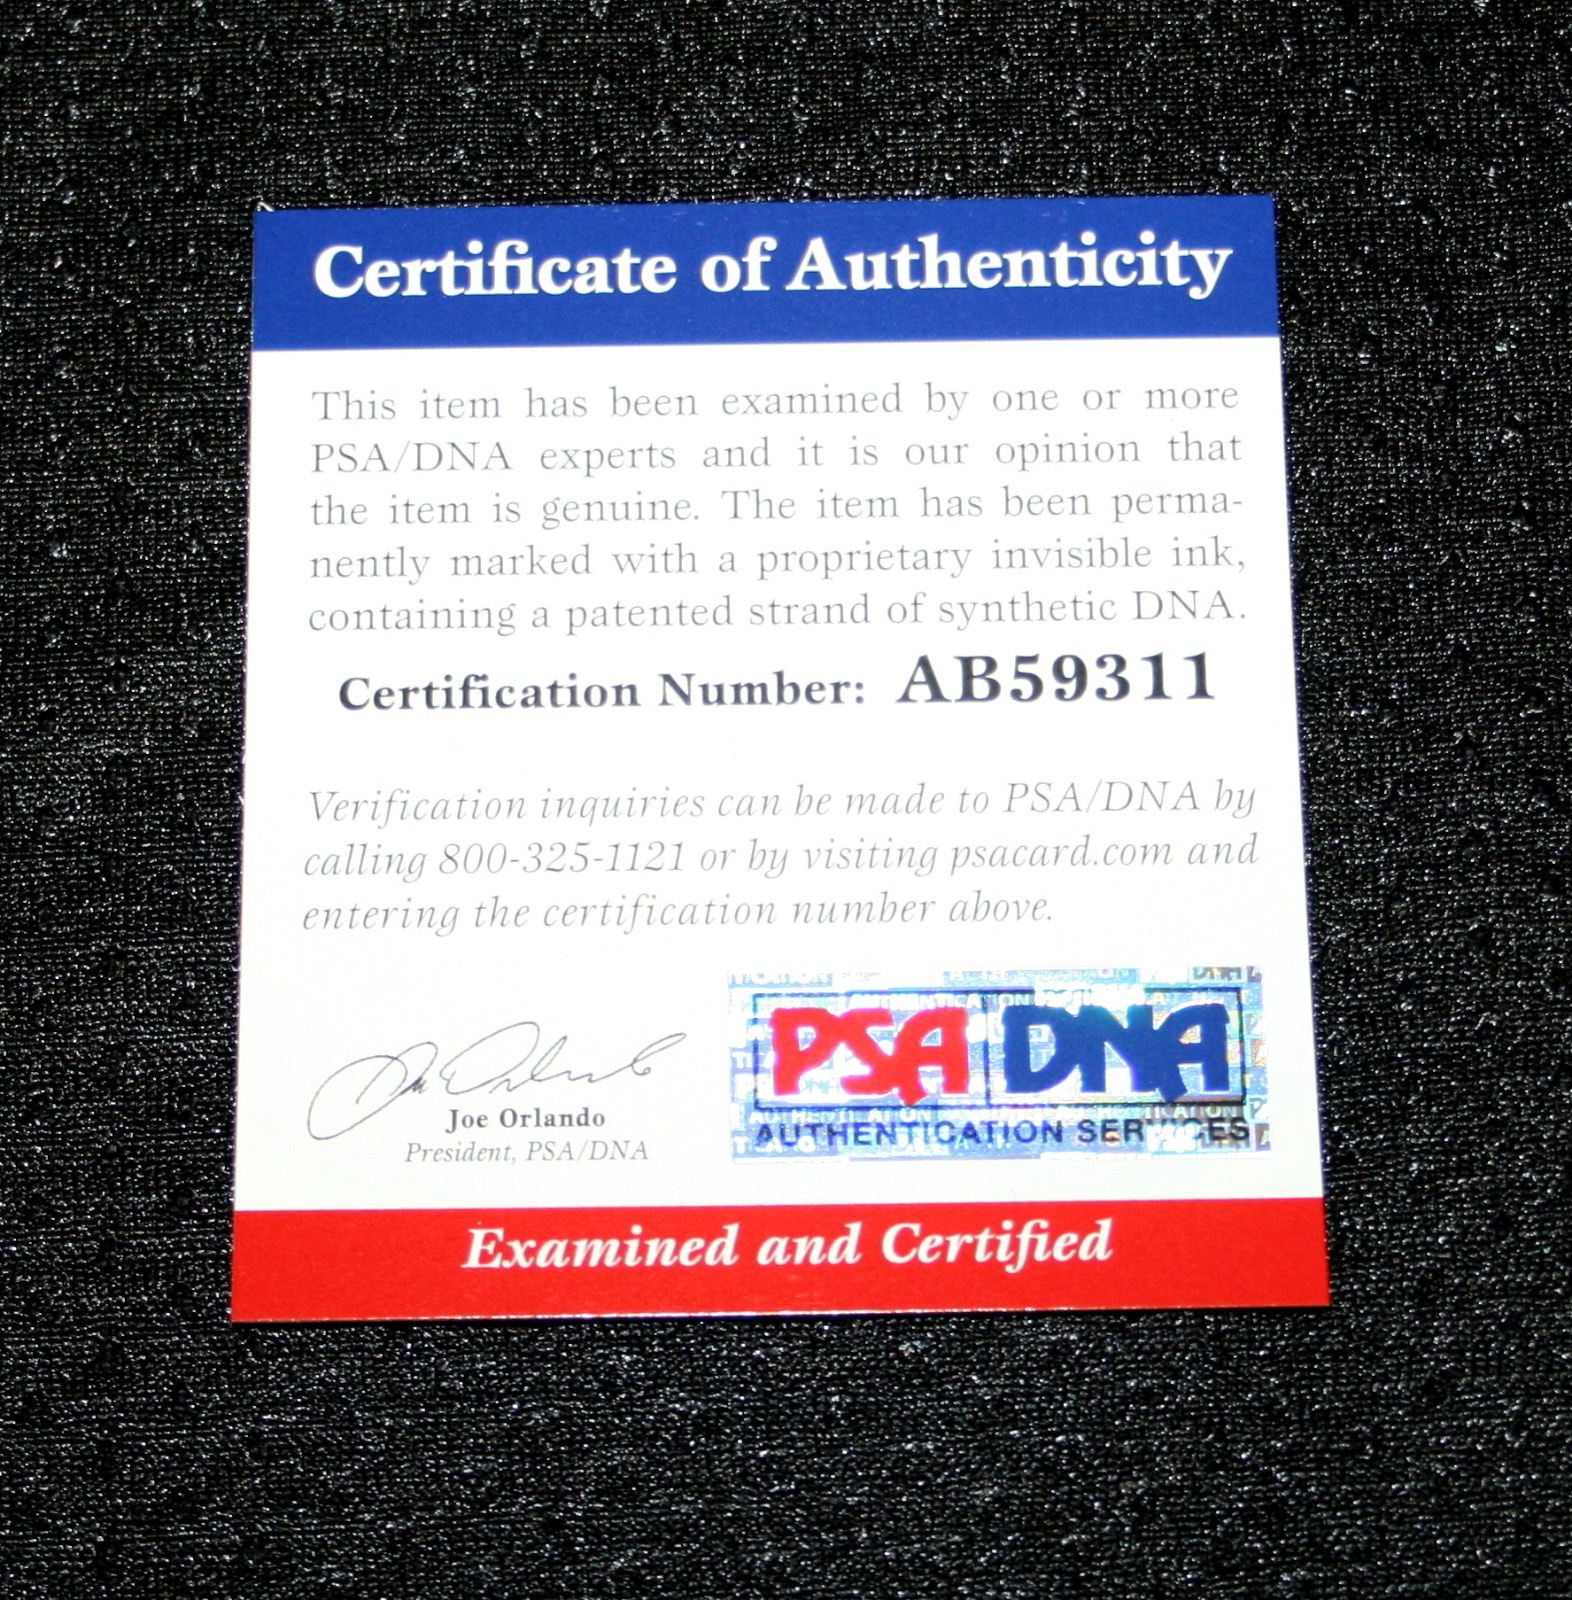 Certificate of Authenticity
This item has been examined by one or more
PSA/DNA experts and it is our opinion that
the item is genuine. The item has been perma-
nently marked with a proprietary invisible ink,
containing a patented strand of synthetic DNA.
Certification Number: AB59311
Verification inquiries can be made to PSA/DNA by
calling 800-325-1121 or by visiting psacard.com and
entering the certification number above.
Joe Orlando
President, PSA/DNA
PSA DNA
AUTHENTICATION SERVICES
Examined and Certified